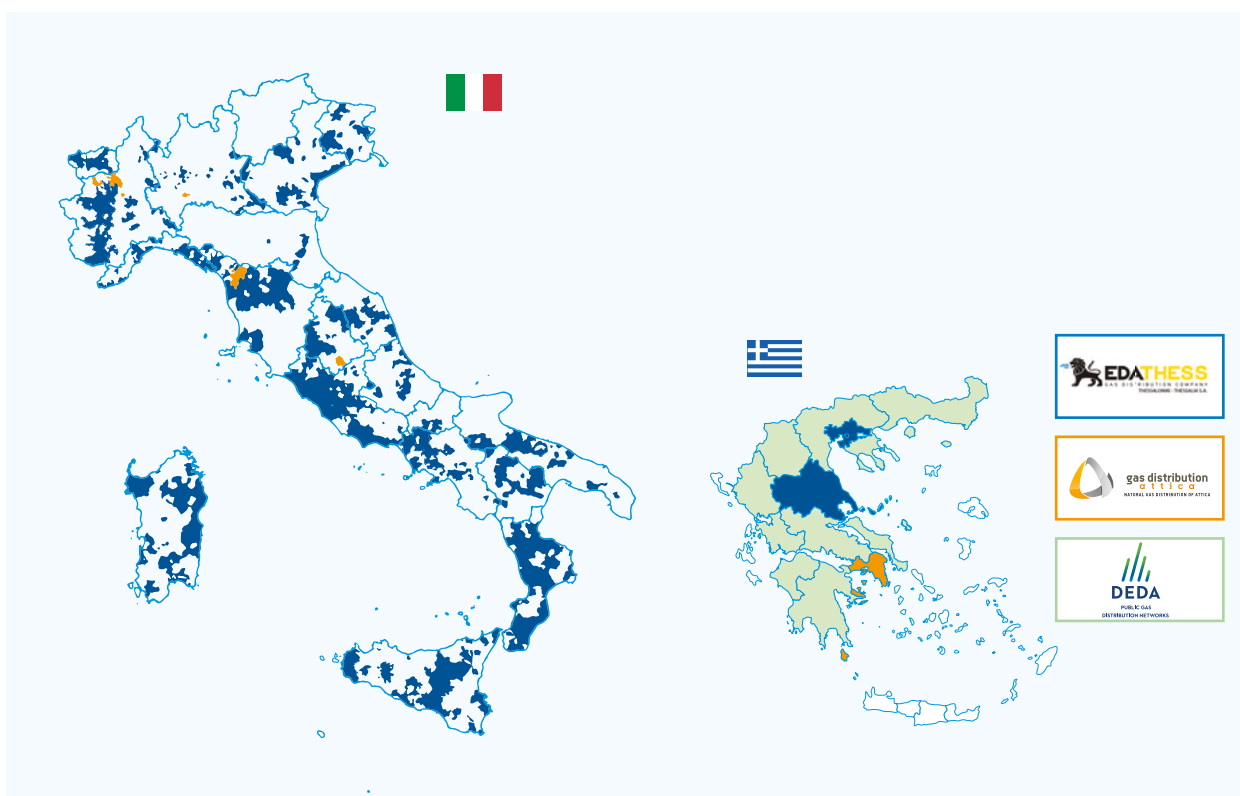 EDATHESS
GAS DISTRIBUTION COMPANY
THESSALONIKI - THESSALIA S.A.
gas distribution
attica
NATURAL GAS DISTRIBUTION OF ATTICA
DEDA
PUBLIC GAS
DISTRIBUTION NETWORKS